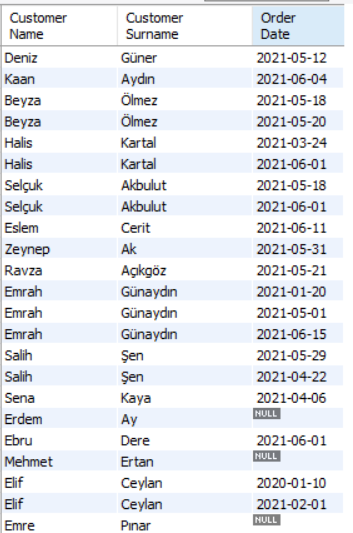 Customer Name Customer Surname Order Date
Deniz Güner 2021-05-12
Kaan Aydın 2021-06-04
Beyza Ölmez 2021-05-18
Beyza Ölmez 2021-05-20
Halis Kartal 2021-03-24
Halis Kartal 2021-06-01
Selçuk Akbulut 2021-05-18
Selçuk Akbulut 2021-06-01
Eslem Cerit 2021-06-11
Zeynep Ak 2021-05-31
Ravza Açıkgöz 2021-05-21
Emrah Günaydın 2021-01-20
Emrah Günaydın 2021-05-01
Emrah Günaydın 2021-06-15
Salih Şen 2021-05-29
Salih Şen 2021-04-22
Sena Kaya 2021-04-06
Erdem Ay NULL
Ebru Dere 2021-06-01
Mehmet Ertan NULL
Elif Ceylan 2020-01-10
Elif Ceylan 2021-02-01
Emre Pınar NULL